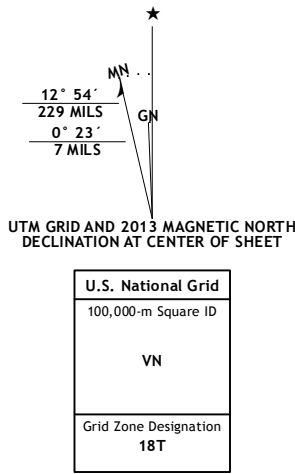 ★
MN
GN
12° 54´
229 MILS
0° 23´
7 MILS
UTM GRID AND 2013 MAGNETIC NORTH
DECLINATION AT CENTER OF SHEET
U.S. National Grid
100,000-m Square ID
VN
Grid Zone Designation
18T